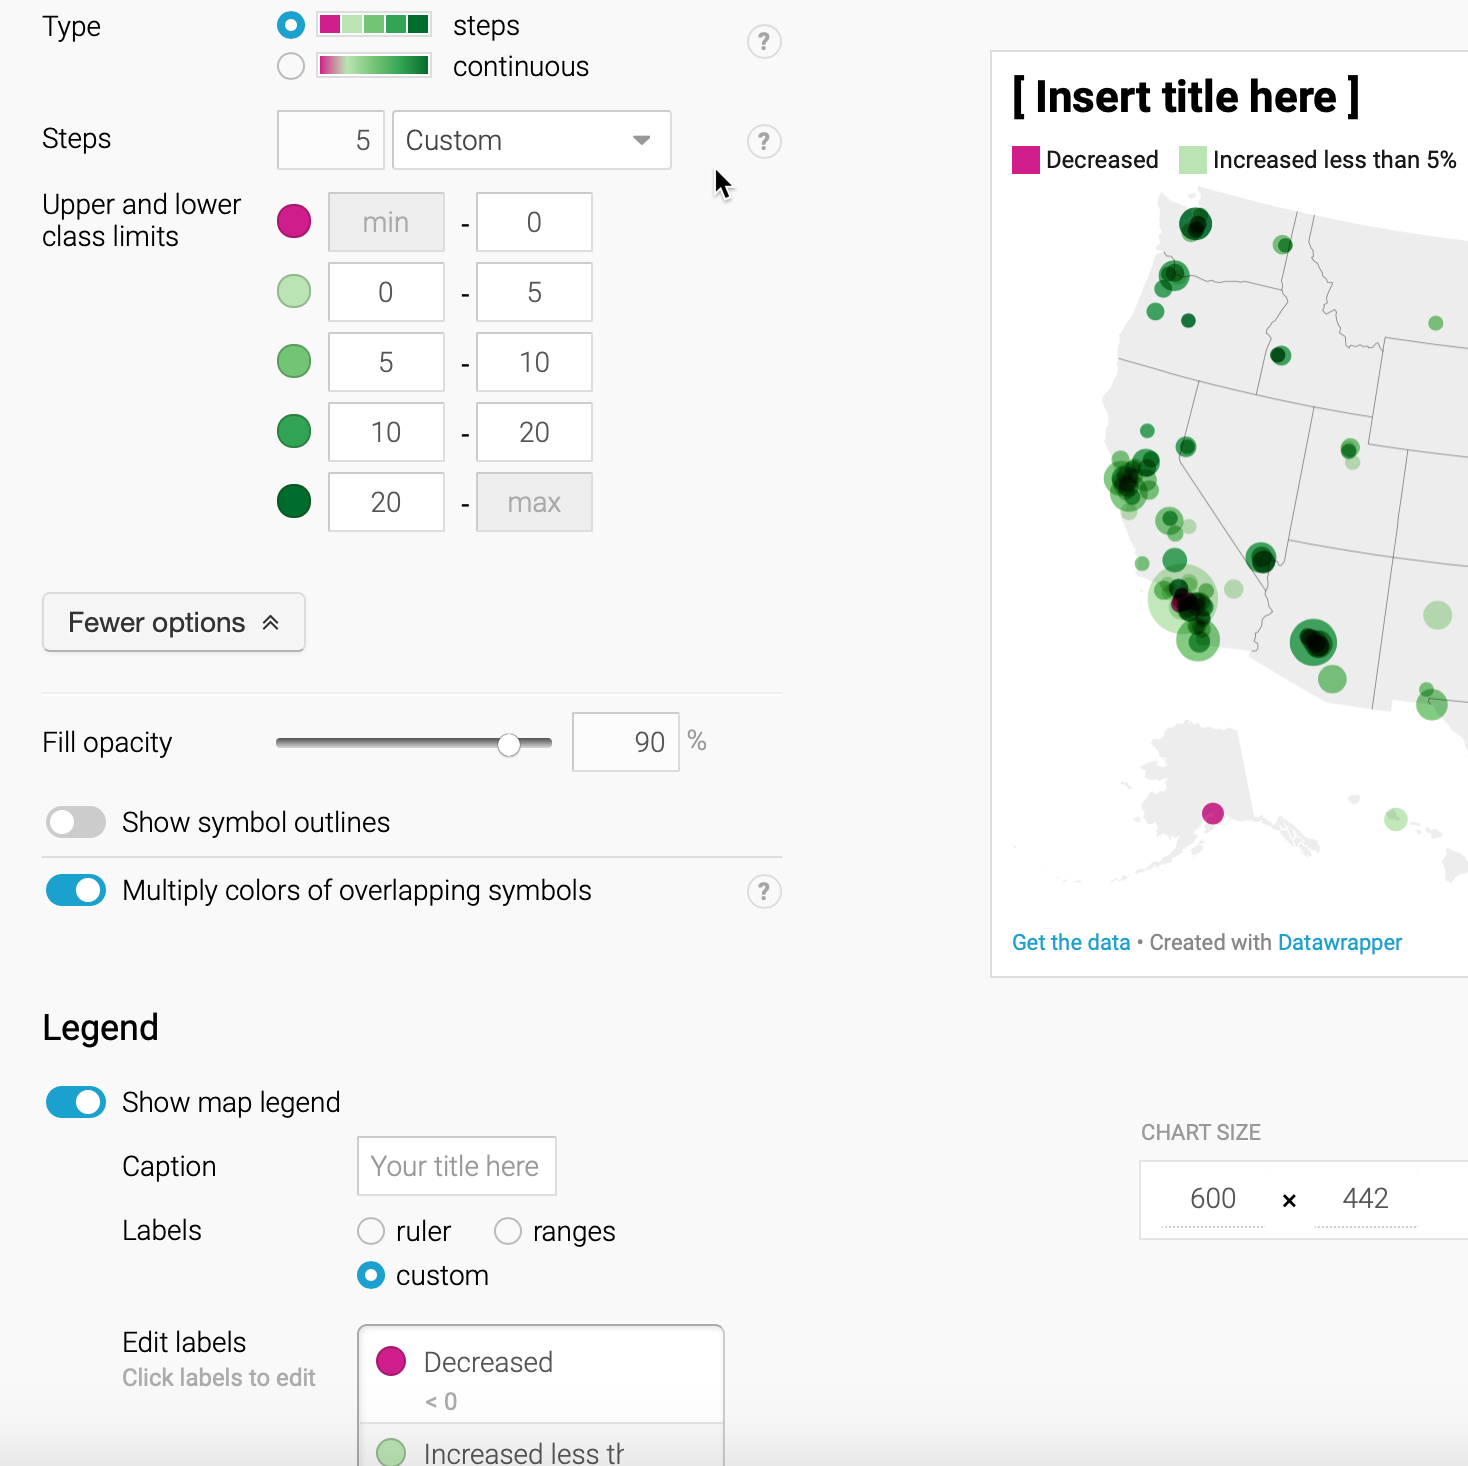 Type
steps
?
continuous
Steps
5
Custom
?
Upper and lower
class limits
min - 0
0 - 5
5 - 10
10 - 20
20 - max
Fewer options
Fill opacity
90 %
Show symbol outlines
Multiply colors of overlapping symbols
?
Legend
Show map legend
Caption
Your title here
Labels
ruler
ranges
custom
Edit labels
Click labels to edit
Decreased
< 0
Increased less th
[ Insert title here ]
Decreased
Increased less than 5%
Get the data • Created with Datawrapper
CHART SIZE
600 × 442